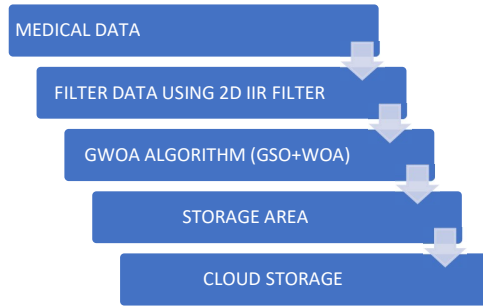 MEDICAL DATA
FILTER DATA USING 2D IIR FILTER
GWOA ALGORITHM (GSO+WOA)
STORAGE AREA
CLOUD STORAGE